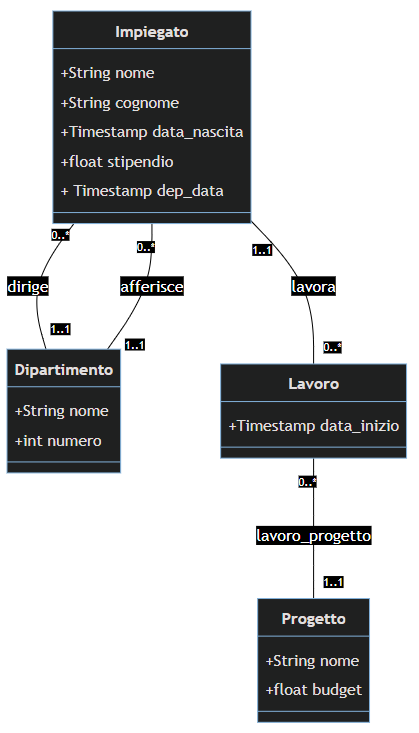 Impiegato
+String nome
+String cognome
+Timestamp data_nascita
+float stipendio
+ Timestamp dep_data
0..*
0..*
1..1
dirige
afferisce
lavora
1..1
1..1
0..*
Dipartimento
+String nome
+int numero
Lavoro
+Timestamp data_inizio
0..*
lavoro_progetto
1..1
Progetto
+String nome
+float budget